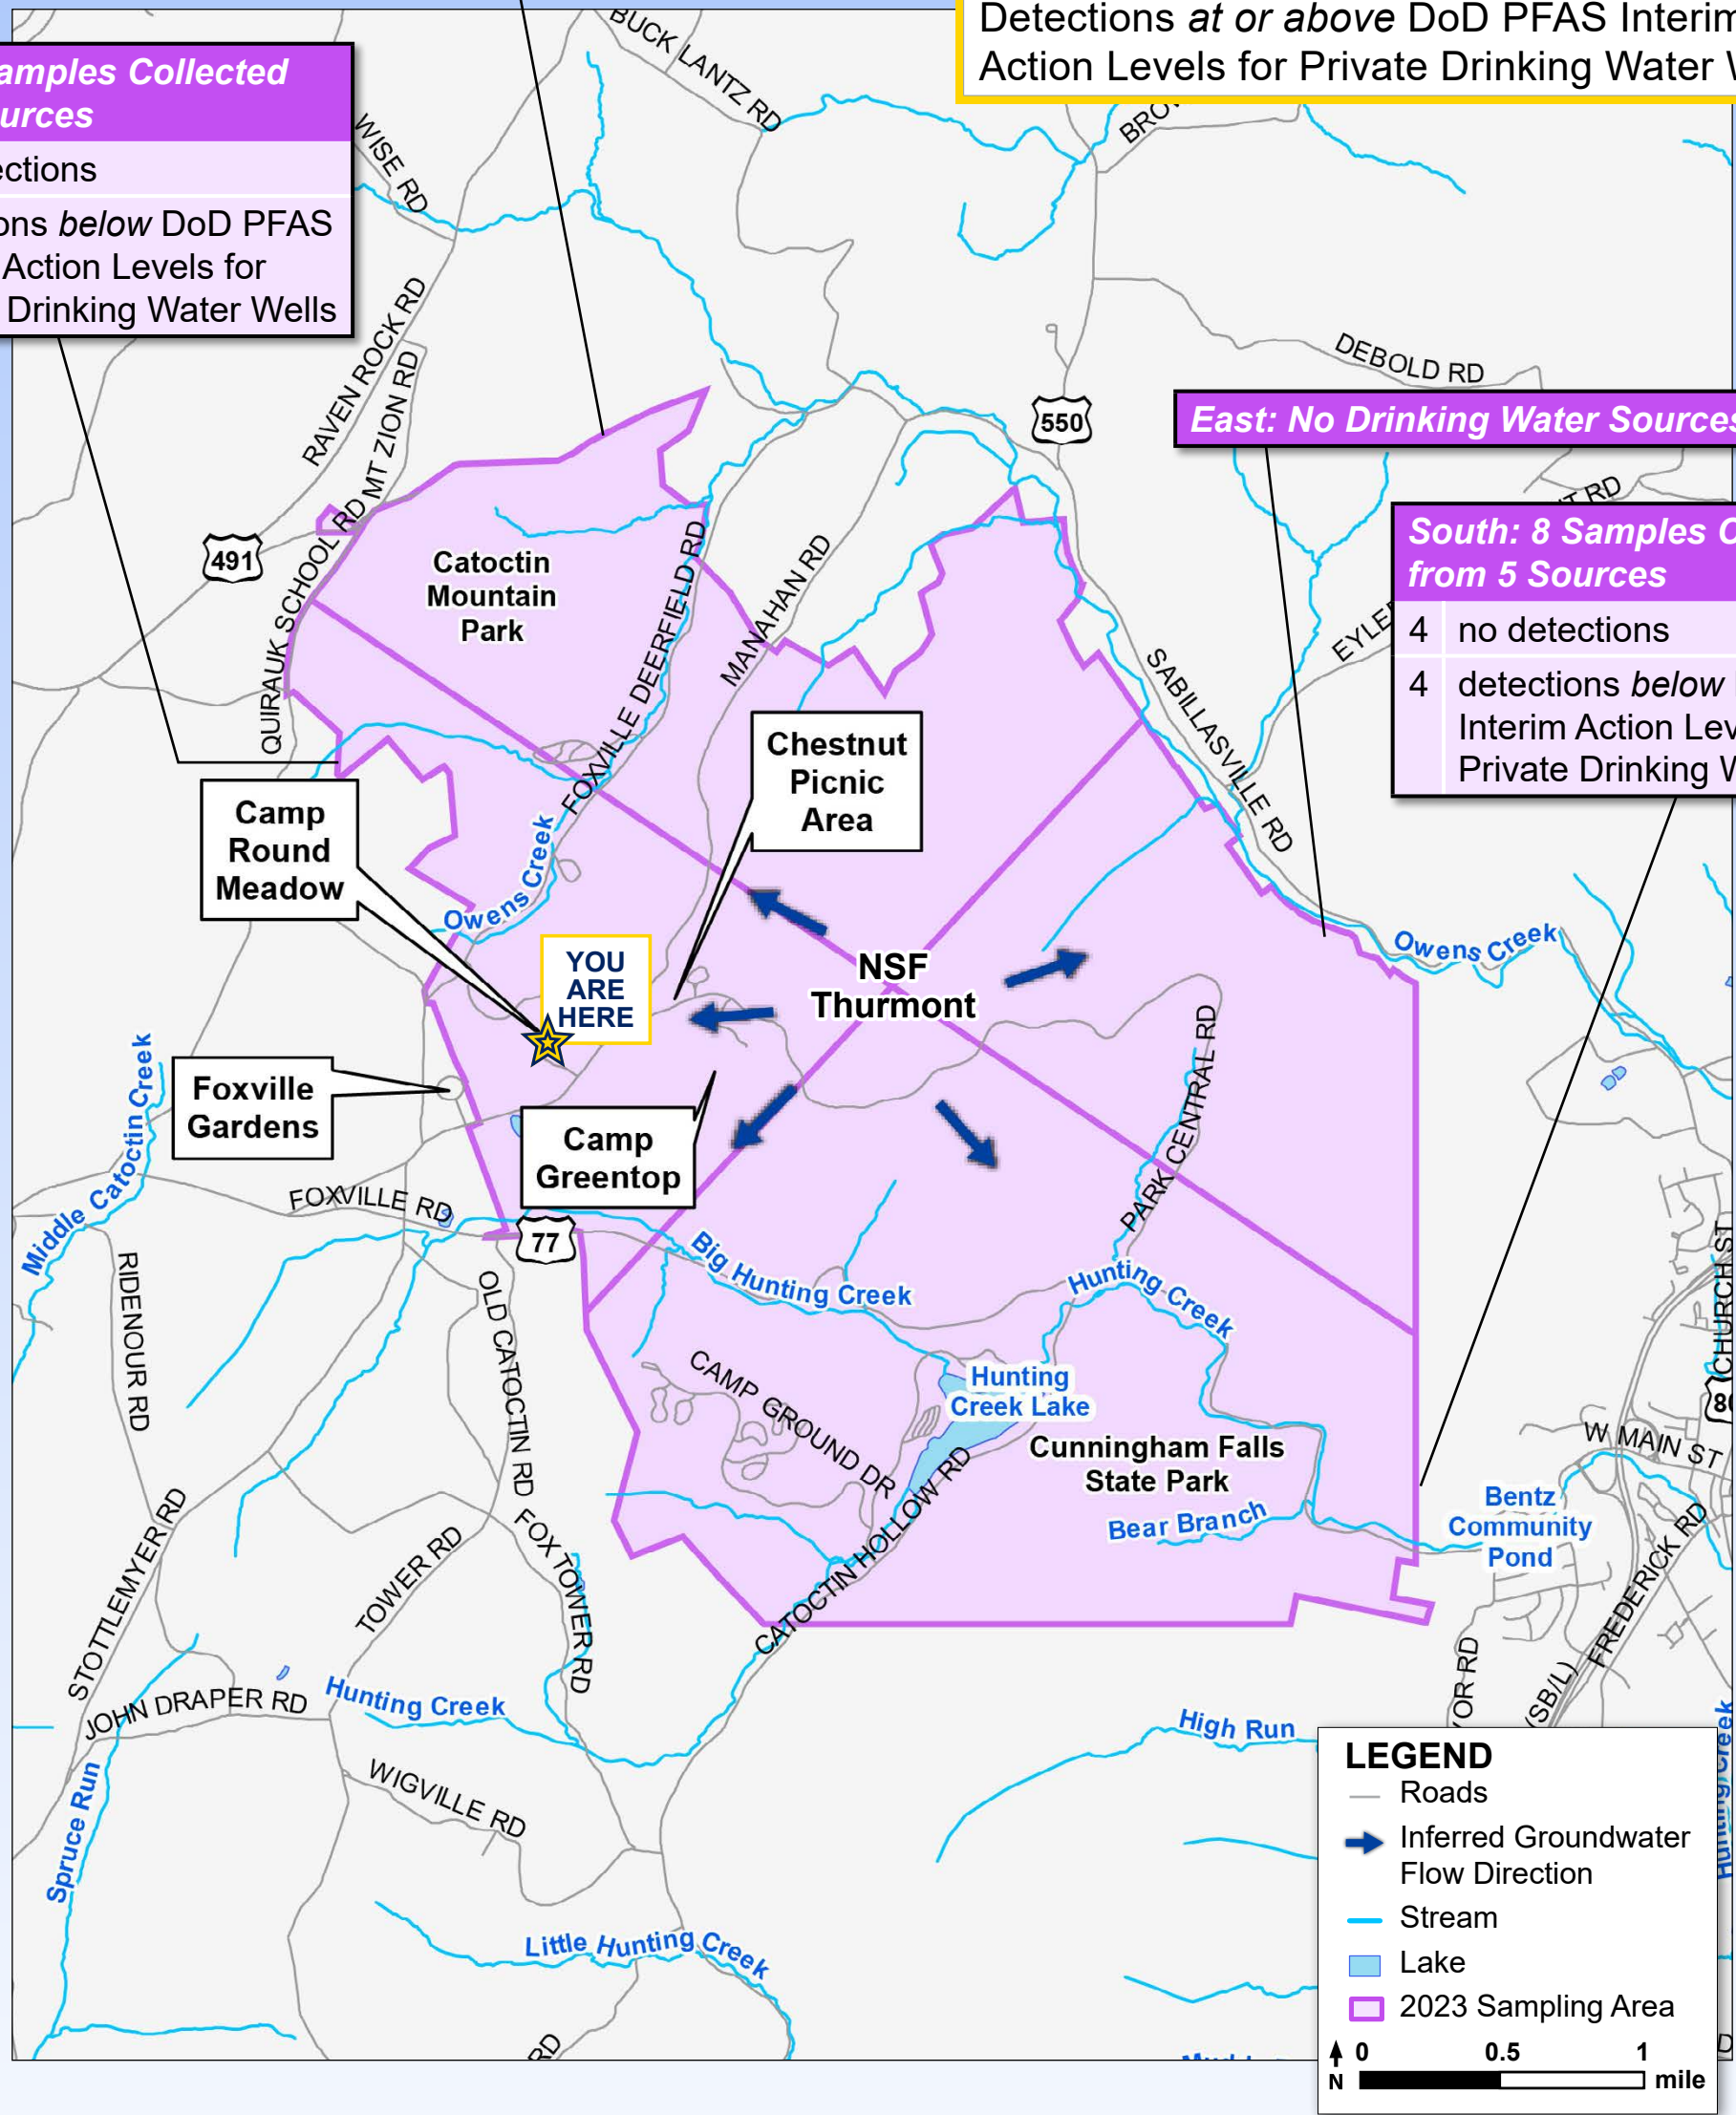 Detections at or above DoD PFAS Interim
Action Levels for Private Drinking Water
amples Collected
urces
ections
ons below DoD PFAS
Action Levels for
Drinking Water Wells
BUCK LANTZ RD
WISE RD
RAVEN ROCK RD
MT ZION RD
DEBOLD RD
550
East: No Drinking Water Sources
491
QUIRAUK SCHOOL RD
Catoctin
Mountain
Park
FOXVILLE DEERFIELD RD
MANAHAN RD
SABILLASVILLE RD
South: 8 Samples
from 5 Sources
4 no detections
4 detections below
Interim Action
Private Drinking
Chestnut
Picnic
Area
Camp
Round
Meadow
Owens Creek
YOU
ARE
HERE
NSF
Thurmont
Owens Creek
Foxville
Gardens
Middle Catoctin Creek
Camp
Greentop
PARK CENTRAL RD
FOXVILLE RD
77
Big Hunting Creek
Hunting Creek
RIDENOUR RD
OLD CATOCTIN RD
CHURCH ST
CAMP GROUND DR
Hunting
Creek Lake
Cunningham Falls
State Park
Bear Branch
W MAIN ST
Bentz
Community
Pond
CATOCTIN HOLLOW RD
STOTTLEMYER RD
TOWER RD
FOX TOWER RD
FREDERICK RD
OR RD
(SB/L)
JOHN DRAPER RD
Hunting Creek
High Run
WIGVILLE RD
Spruce Run
Little Hunting Creek
RD
Hunting Creek
LEGEND
Roads
Inferred Groundwater
Flow Direction
Stream
Lake
2023 Sampling Area
N
0 0.5 1
mile